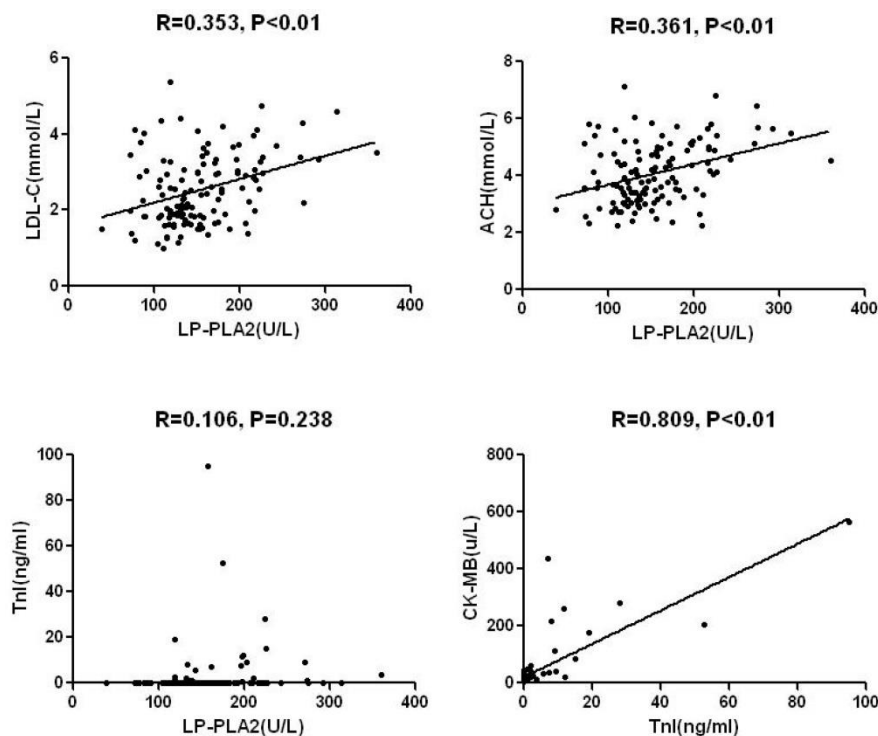 R=0.353, P<0.01
LDL-C(mmol/L)
6
4
2
0
0 100 200 300 400
LP-PLA2(U/L)
R=0.361, P<0.01
ACH(mmol/L)
8
6
4
2
0
0 100 200 300 400
LP-PLA2(U/L)
R=0.106, P=0.238
TnI(ng/ml)
100
80
60
40
20
0
0 100 200 300 400
LP-PLA2(U/L)
R=0.809, P<0.01
CK-MB(u/L)
800
600
400
200
0
0 20 40 60 80 100
TnI(ng/ml)